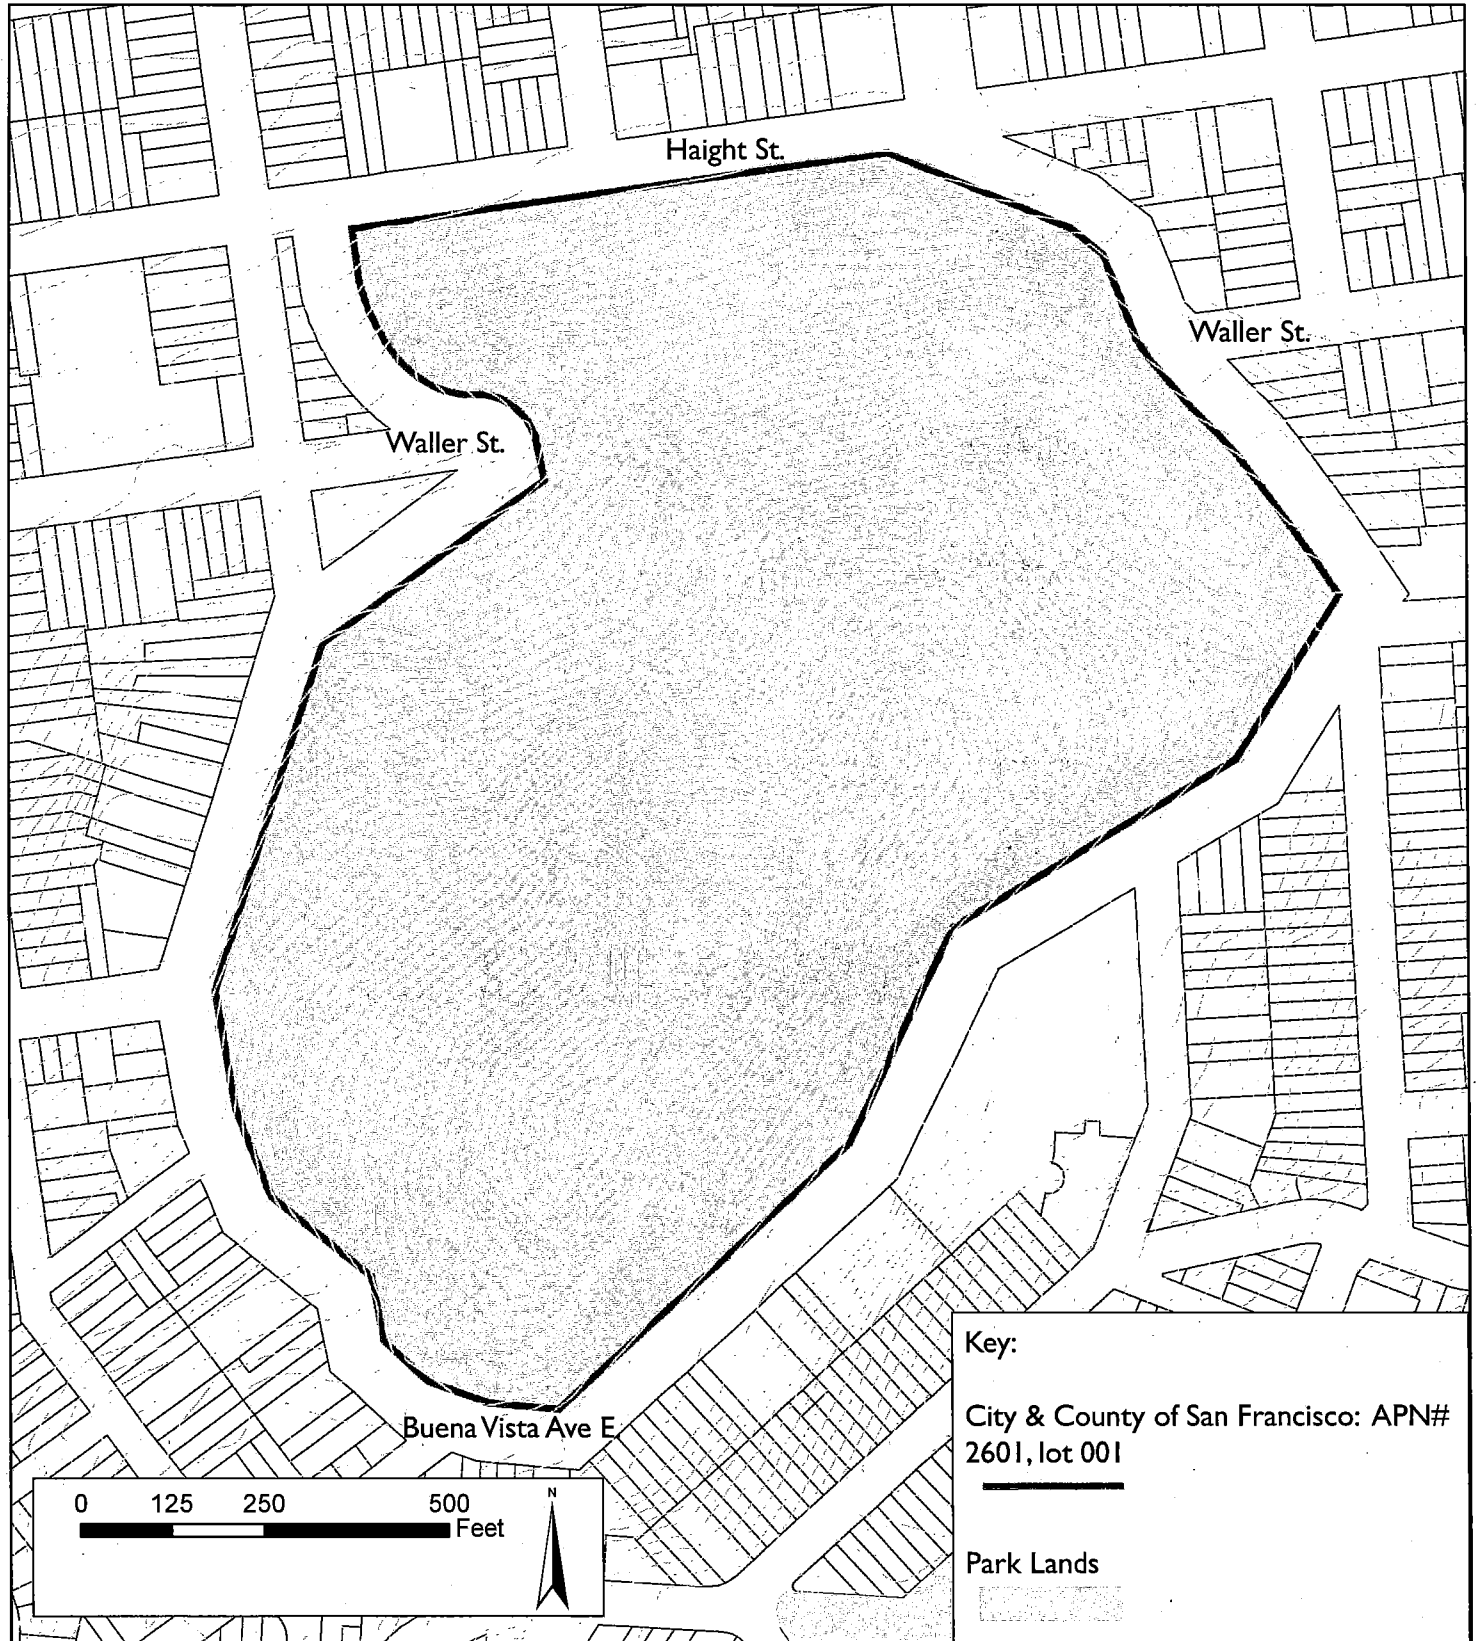 Haight St.
Waller St.
Waller St.
Buena Vista Ave E.
0 125 250 500
Feet
N
Key:
City & County of San Francisco: APN#
2601, lot 001
Park Lands